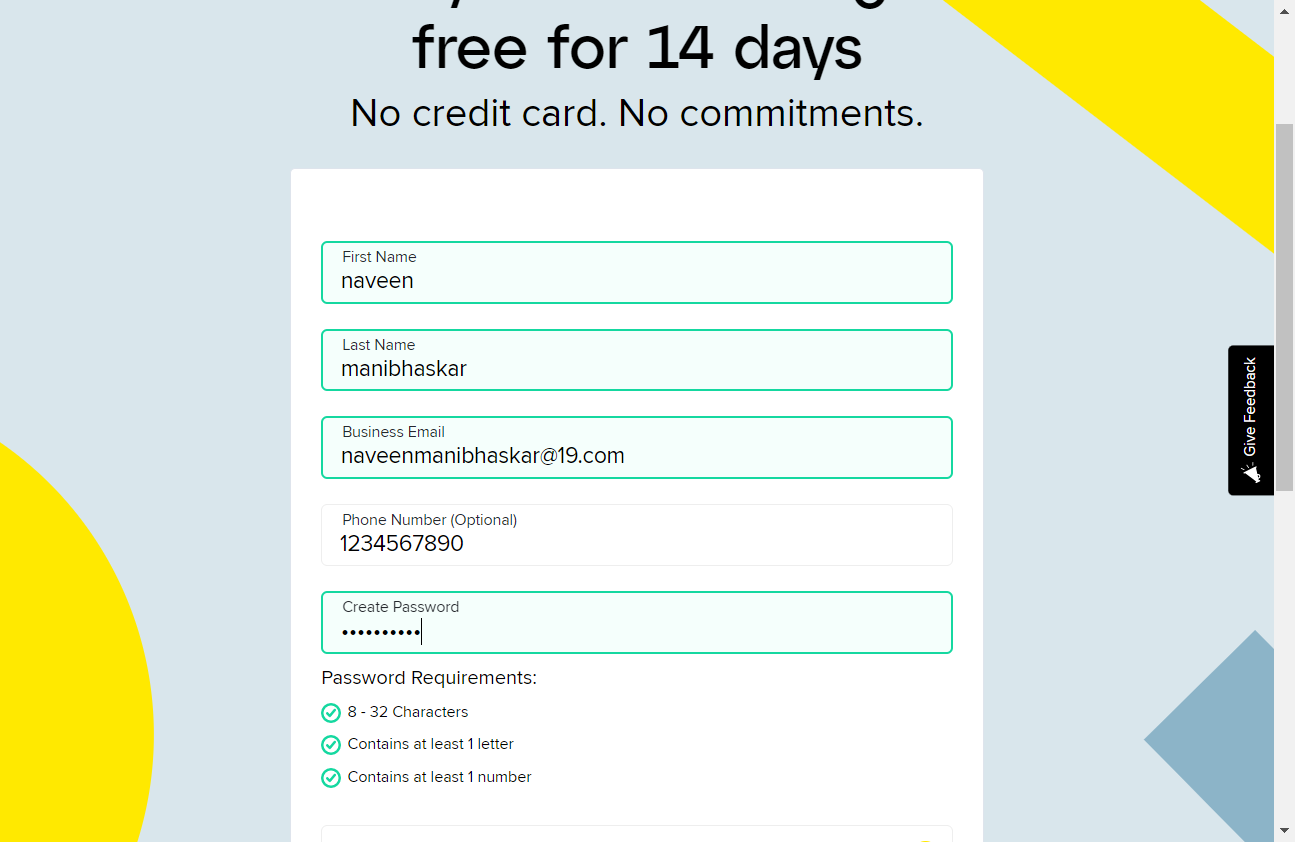 free for 14 days
No credit card. No commitments.
First Name
naveen
Last Name
manibhaskar
Business Email
naveenmanibhaskar@19.com
Phone Number (Optional)
1234567890
Create Password
••••••••••
Password Requirements:
8 - 32 Characters
Contains at least 1 letter
Contains at least 1 number
Give Feedback